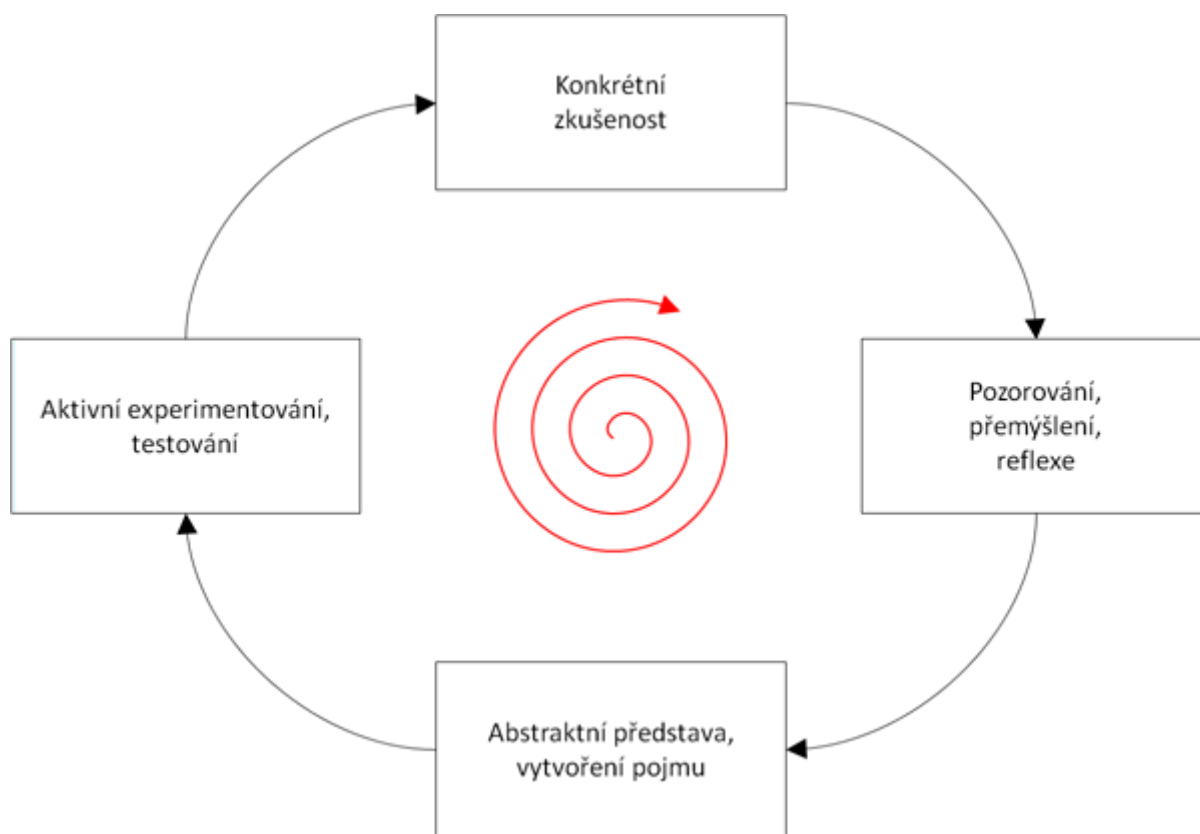 Konkrétní
zkušenost
Pozorování,
přemýšlení,
reflexe
Abstraktní představa,
vytvoření pojmu
Aktivní experimentování,
testování